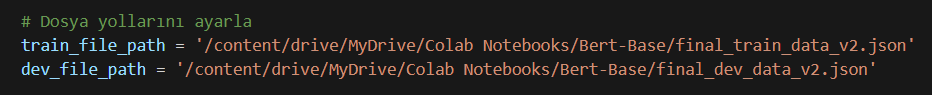 # Dosya yollarını ayarla
train_file_path = '/content/drive/MyDrive/Colab Notebooks/Bert-Base/final_train_data_v2.json'
dev_file_path = '/content/drive/MyDrive/Colab Notebooks/Bert-Base/final_dev_data_v2.json'